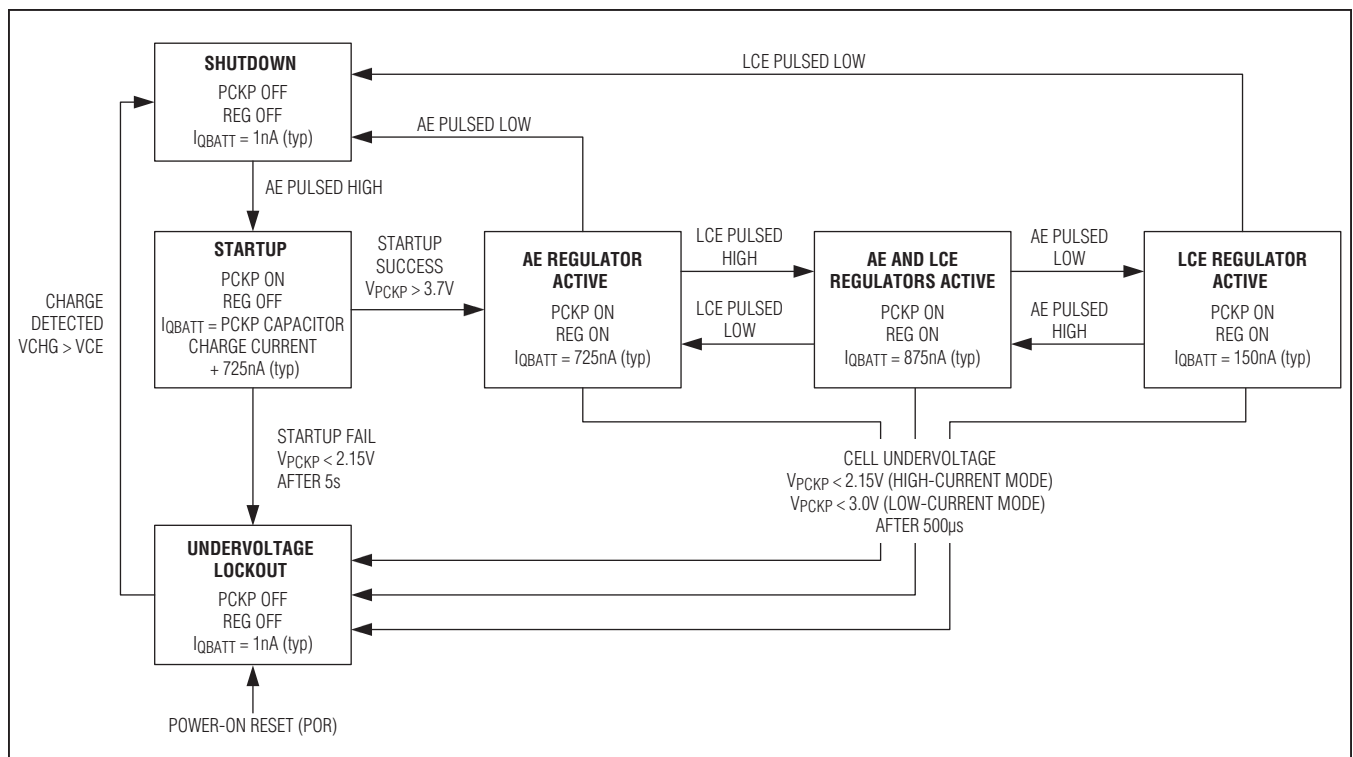 SHUTDOWN
PCKP OFF
REG OFF
IQBATT = 1nA (typ)
LCE PULSED LOW
AE PULSED LOW
AE PULSED HIGH
STARTUP
PCKP ON
REG OFF
IQBATT = PCKP CAPACITOR
CHARGE CURRENT
+ 725nA (typ)
STARTUP
SUCCESS
VPCKP > 3.7V
AE REGULATOR
ACTIVE
PCKP ON
REG ON
IQBATT = 725nA (typ)
LCE PULSED
HIGH
LCE PULSED
LOW
AE AND LCE
REGULATORS ACTIVE
PCKP ON
REG ON
IQBATT = 875nA (typ)
AE PULSED
LOW
AE PULSED
HIGH
LCE REGULATOR
ACTIVE
PCKP ON
REG ON
IQBATT = 150nA (typ)
CHARGE
DETECTED
VCHG > VCE
STARTUP FAIL
VPCKP < 2.15V
AFTER 5s
CELL UNDERVOLTAGE
VPCKP < 2.15V (HIGH-CURRENT MODE)
VPCKP < 3.0V (LOW-CURRENT MODE)
AFTER 500µs
UNDERVOLTAGE
LOCKOUT
PCKP OFF
REG OFF
IQBATT = 1nA (typ)
POWER-ON RESET (POR)